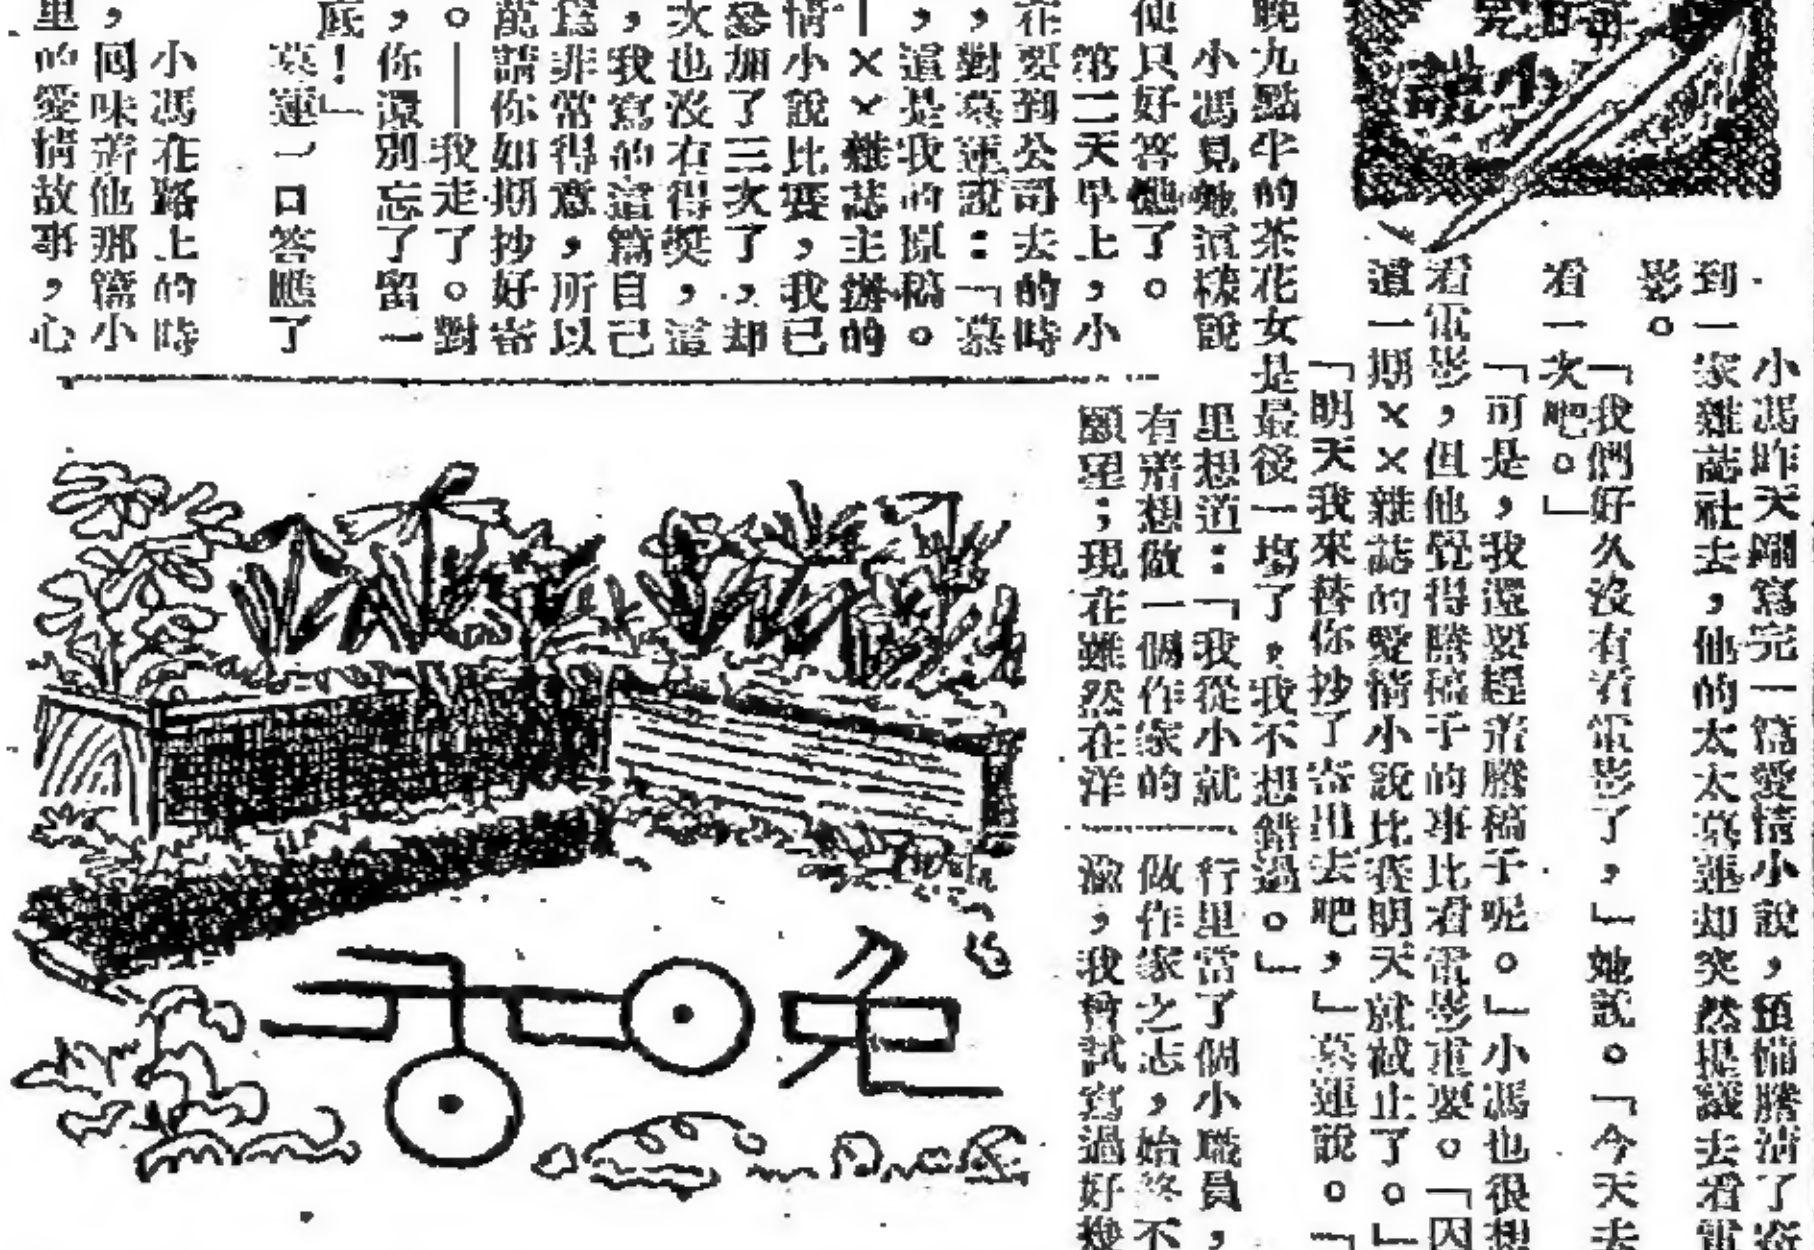 小馮昨天剛寫完一篇愛情小說，預備謄清了寄
到一家雜誌社去，他的太太慕蓮却突然提議去看電
影。
「我們好久沒有看電影了，」她說。「今天去
看一次吧。」
「可是，我還要趕着謄稿子呢。」小馮也很想
看電影，但他覺得謄稿子的事比看電影重要。「因
這一期××雜誌的愛情小說比賽明天就截止了。」
「明天我來替你抄了寄出去吧，」慕蓮說。「
晚九點半的茶花女是最後一場了，我不想錯過。」
小馮見她這樣說
便只好答應了。
第二天早上，小
在要到公司去的時
，對慕蓮說：「慕
，這是我的原稿。
—××雜誌主辦的
情小說比賽，我已
參加了三次了，却
次也沒有得獎，這
，我寫的這篇自己
為非常得意，所以
萬請你如期抄好寄
。——我走了。對
，你還別忘了留一
底！」
慕蓮一口答應了
小馮在路上的時
，回味着他那篇小
里的愛情故事，心
里想道：「我從小就
有着想做一個作家的
願望；現在雖然在洋
行里當了個小職員，
做作家之志，始終不
渝，我曾試寫過好幾